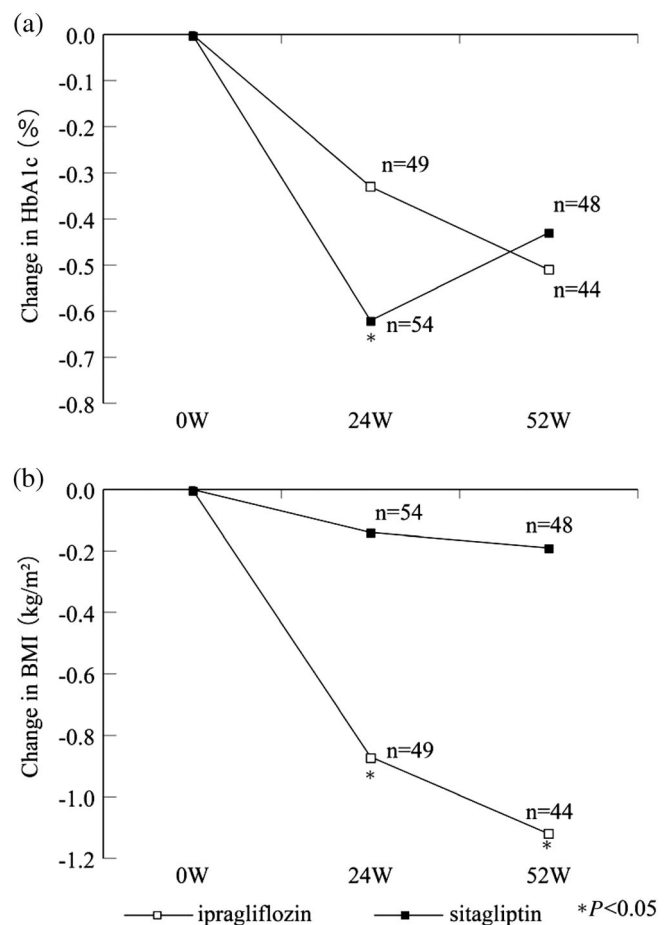 (a)
Change in HbA1c (%)
0.0
-0.1
-0.2
-0.3
-0.4
-0.5
-0.6
-0.7
-0.8
n=49
n=48
n=44
n=54
*
0W 24W 52W
(b)
Change in BMI (kg/m²)
0.0
-0.2
-0.4
-0.6
-0.8
-1.0
-1.2
n=54
n=48
n=49
*
n=44
*
0W 24W 52W
ipragliflozin sitagliptin *P<0.05